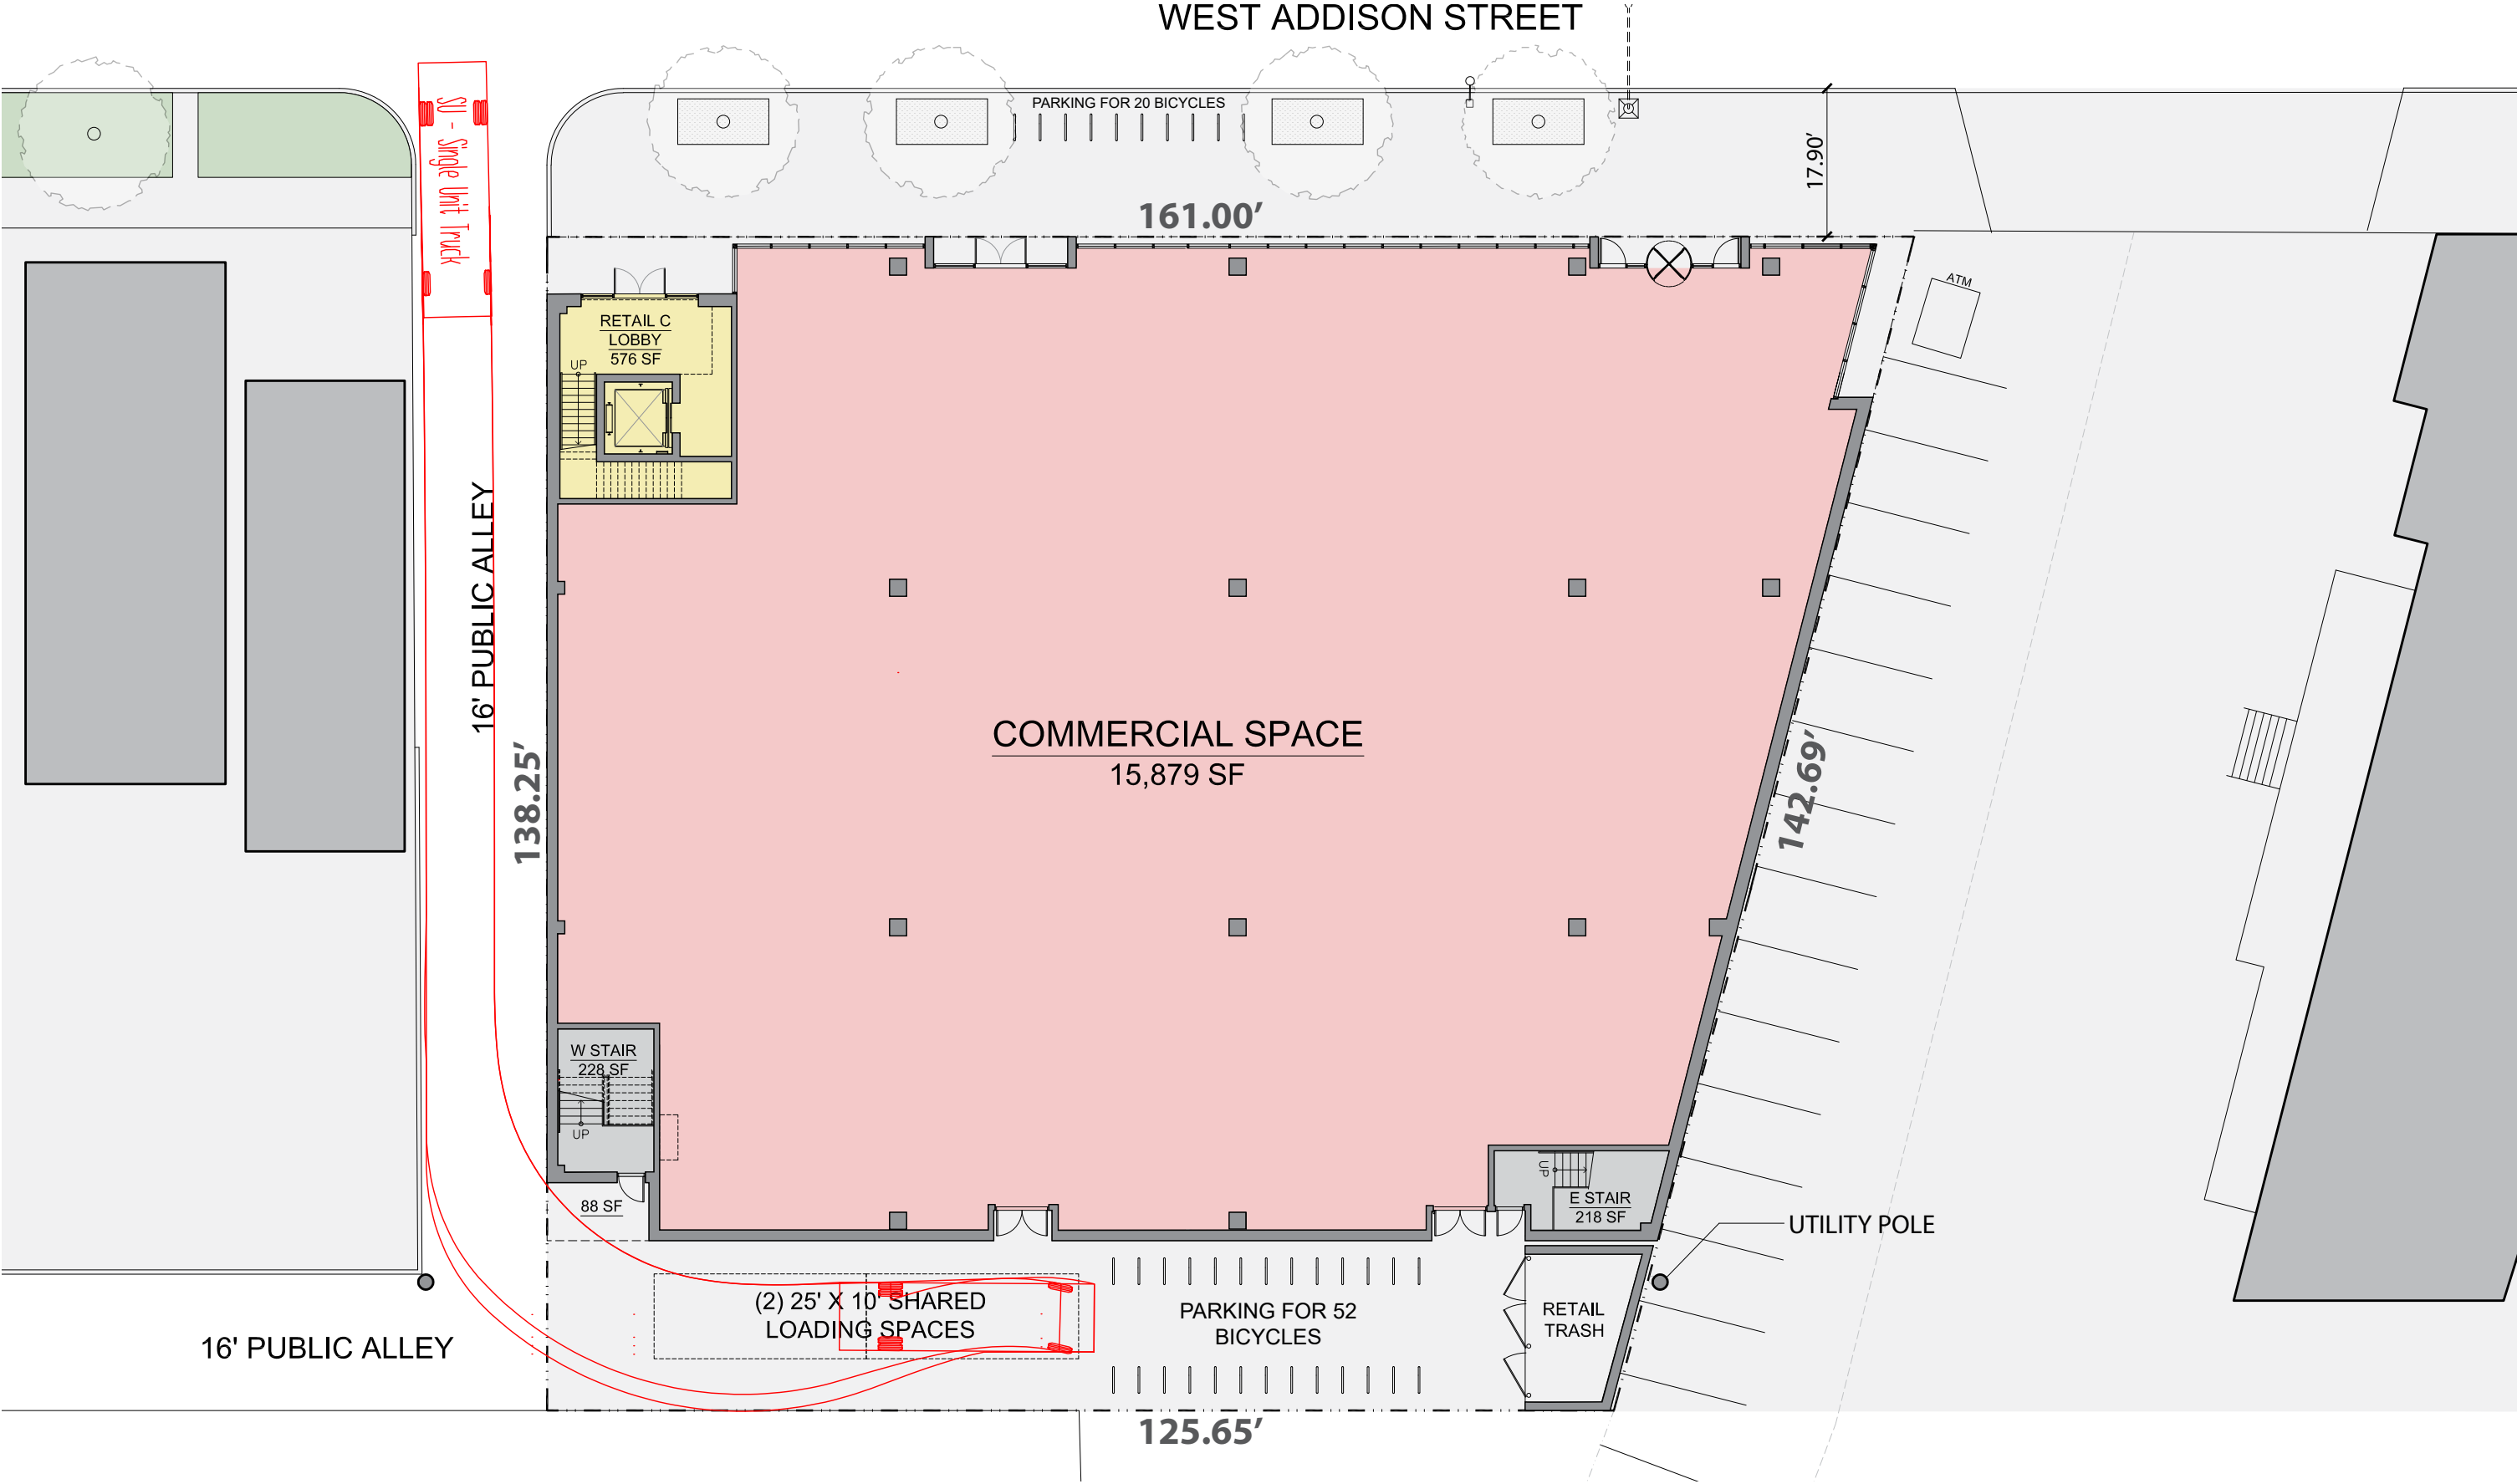 WEST ADDISON STREET
SU - Single Unit Truck
PARKING FOR 20 BICYCLES
17.90’
161.00’
ATM
RETAIL C
LOBBY
576 SF
UP
16' PUBLIC ALLEY
138.25’
COMMERCIAL SPACE
15,879 SF
142.69’
W STAIR
228 SF
UP
88 SF
UP
E STAIR
218 SF
UTILITY POLE
(2) 25' X 10' SHARED
LOADING SPACES
PARKING FOR 52
BICYCLES
RETAIL
TRASH
16' PUBLIC ALLEY
125.65’